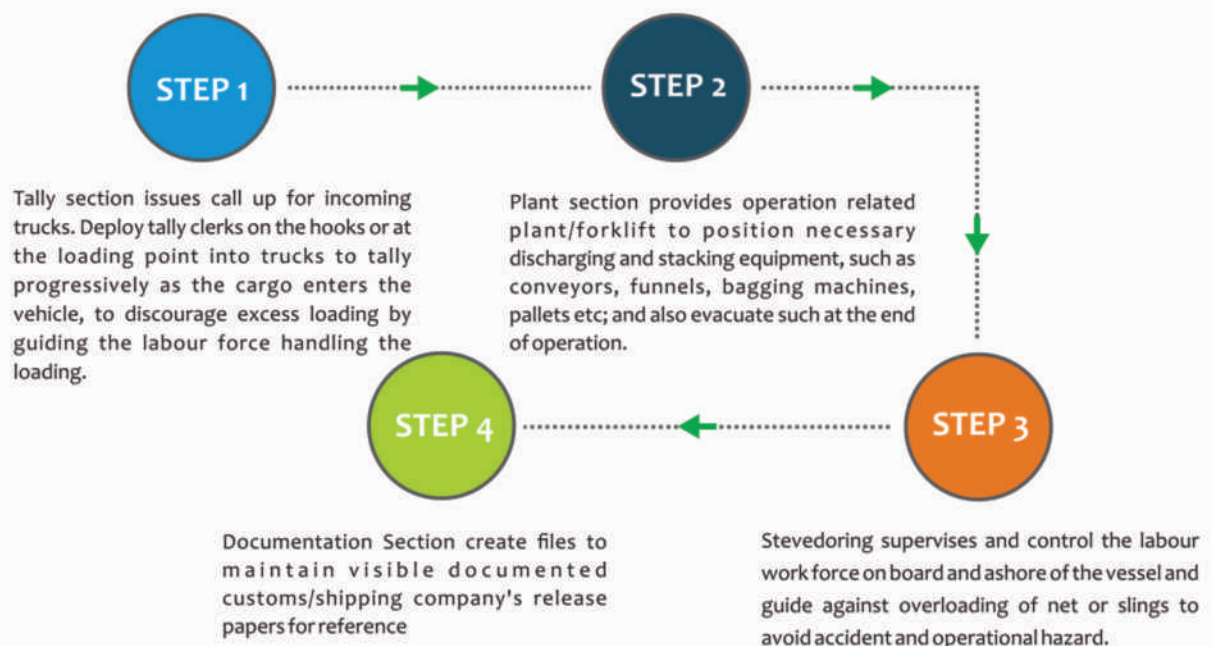 STEP 1
Tally section issues call up for incoming
trucks. Deploy tally clerks on the hooks or at
the loading point into trucks to tally
progressively as the cargo enters the
vehicle, to discourage excess loading by
guiding the labour force handling the
loading.
STEP 2
Plant section provides operation related
plant/forklift to position necessary
discharging and stacking equipment, such as
conveyors, funnels, bagging machines,
pallets etc; and also evacuate such at the end
of operation.
STEP 3
Stevedoring supervises and control the labour
work force on board and ashore of the vessel and
guide against overloading of net or slings to
avoid accident and operational hazard.
STEP 4
Documentation Section create files to
maintain visible documented
customs/shipping company's release
papers for reference